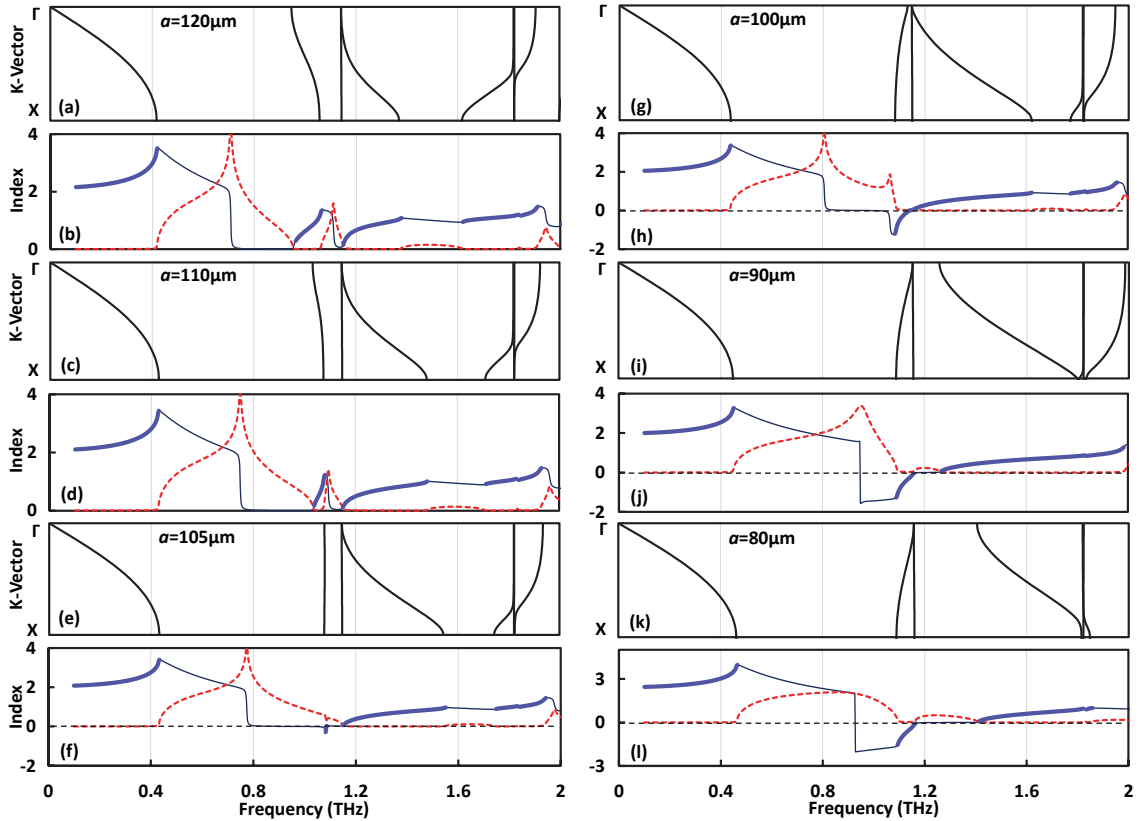 Γ
a=120μm
K-Vector
X
(a)
4
Index
2
0
(b)
Γ
a=110μm
K-Vector
X
(c)
4
Index
2
0
(d)
Γ
a=105μm
K-Vector
X
(e)
4
Index
2
0
-2
(f)
0 0.4 0.8 1.2 1.6 2
Frequency (THz)
a=100μm
(g)
4
2
0
-2
(h)
a=90μm
(i)
4
2
0
-2
(j)
a=80μm
(k)
3
0
-3
(l)
0 0.4 0.8 1.2 1.6 2
Frequency (THz)